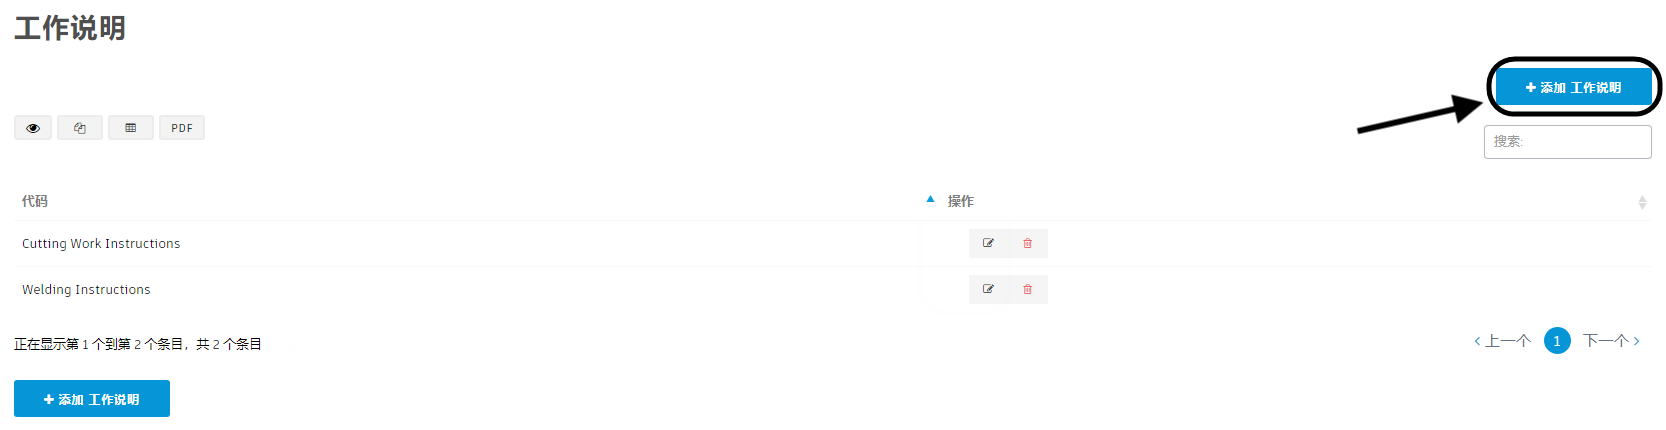 工作说明
添加 工作说明
PDF
搜索:
代码 操作
Cutting Work Instructions
Welding Instructions
正在显示第 1 个到第 2 个条目，共 2 个条目
上一个 1 下一个
添加 工作说明